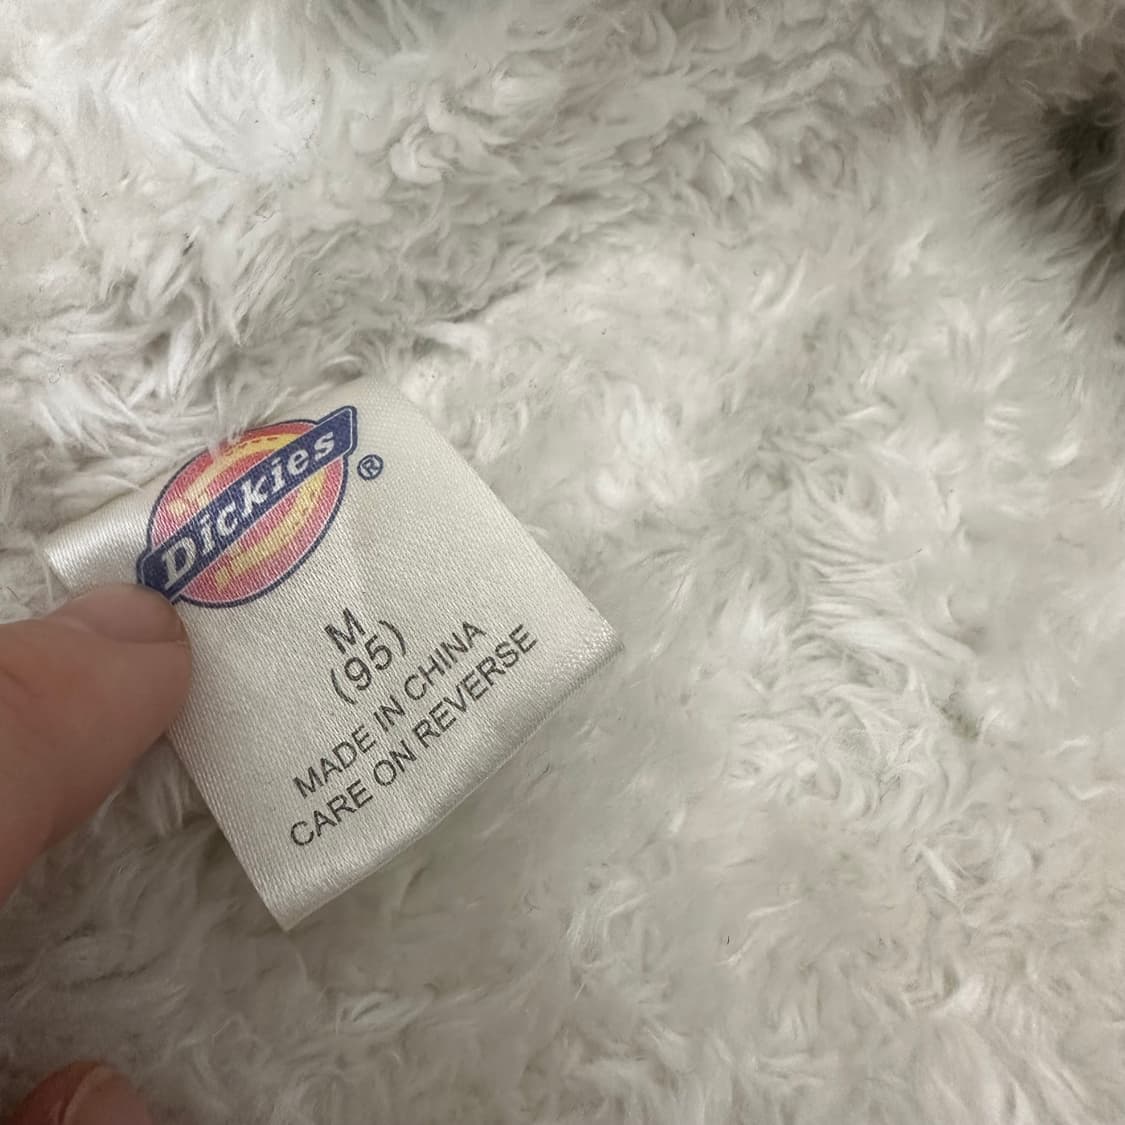 Dickies®
M
(95)
MADE IN CHINA
CARE ON REVERSE